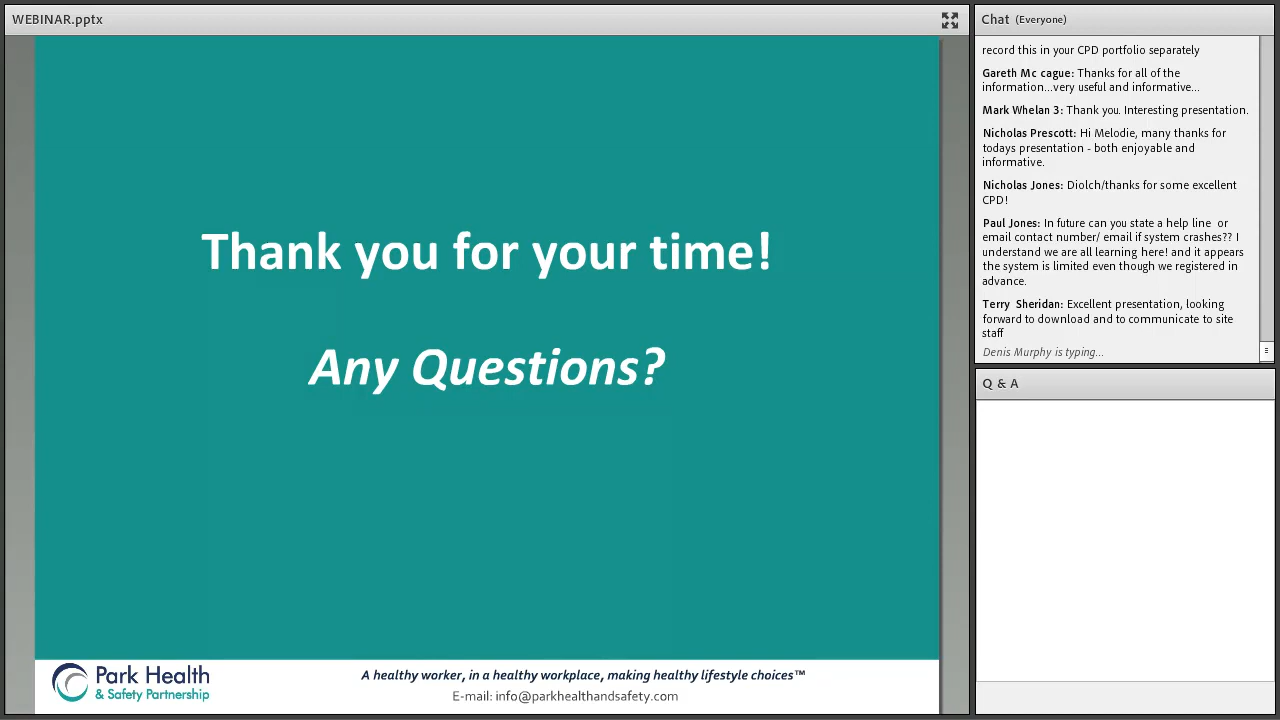 WEBINAR.pptx
Thank you for your time!
Any Questions?
Park Health
& Safety Partnership
A healthy worker, in a healthy workplace, making healthy lifestyle choices™
E-mail: info@parkhealthandsafety.com
Chat (Everyone)
record this in your CPD portfolio separately
Gareth Mc cague: Thanks for all of the
information...very useful and informative...
Mark Whelan 3: Thank you. Interesting presentation.
Nicholas Prescott: Hi Melodie, many thanks for
todays presentation - both enjoyable and
informative.
Nicholas Jones: Diolch/thanks for some excellent
CPD!
Paul Jones: In future can you state a help line or
email contact number/ email if system crashes?? I
understand we are all learning here! and it appears
the system is limited even though we registered in
advance.
Terry Sheridan: Excellent presentation, looking
forward to download and to communicate to site
staff
Denis Murphy is typing...
Q & A